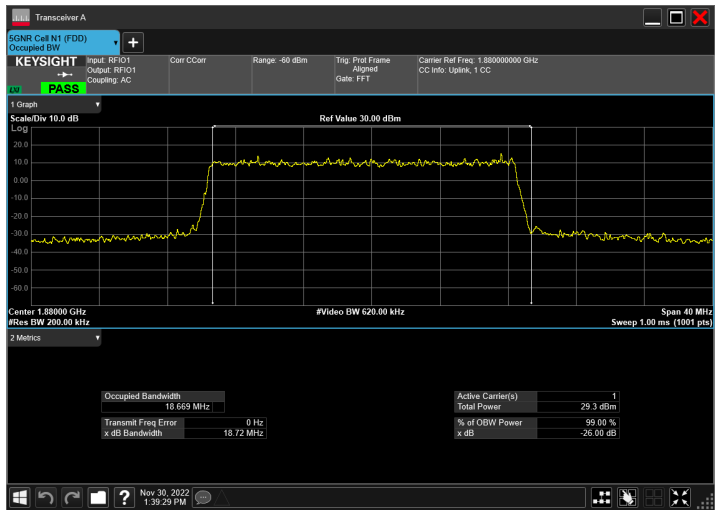 Transceiver A
5GNR Cell N1 (FDD)
Occupied BW
KEYSIGHT
Input: RFIO1
Output: RFIO1
Coupling: AC
Corr CCorr
Range: -60 dBm
Trig: Prot Frame
Aligned
Gate: FFT
Carrier Ref Freq: 1.880000000 GHz
CC Info: Uplink, 1 CC
LXI
PASS
1 Graph
Scale/Div 10.0 dB
Ref Value 30.00 dBm
Log
20.0
10.0
0.00
-10.0
-20.0
-30.0
-40.0
-50.0
-60.0
Center 1.88000 GHz
#Video BW 620.00 kHz
Span 40 MHz
#Res BW 200.00 kHz
Sweep 1.00 ms (1001 pts)
2 Metrics
Occupied Bandwidth
18.669 MHz
Transmit Freq Error 0 Hz
x dB Bandwidth 18.72 MHz
Active Carrier(s) 1
Total Power 29.3 dBm
% of OBW Power 99.00 %
x dB -26.00 dB
?
Nov 30, 2022
1:39:29 PM